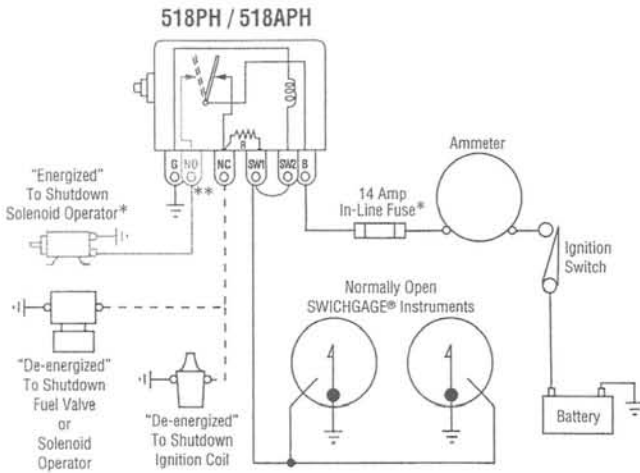 518PH / 518APH
G
NO
NC
R
SW1
SW2
B
**
"Energized"
To Shutdown
Solenoid Operator*
14 Amp
In-Line Fuse*
Ammeter
Ignition
Switch
Normally Open
SWICHGAGE® Instruments
"De-energized"
To Shutdown
Fuel Valve
or
Solenoid
Operator
"De-energized"
To Shutdown
Ignition Coil
Battery